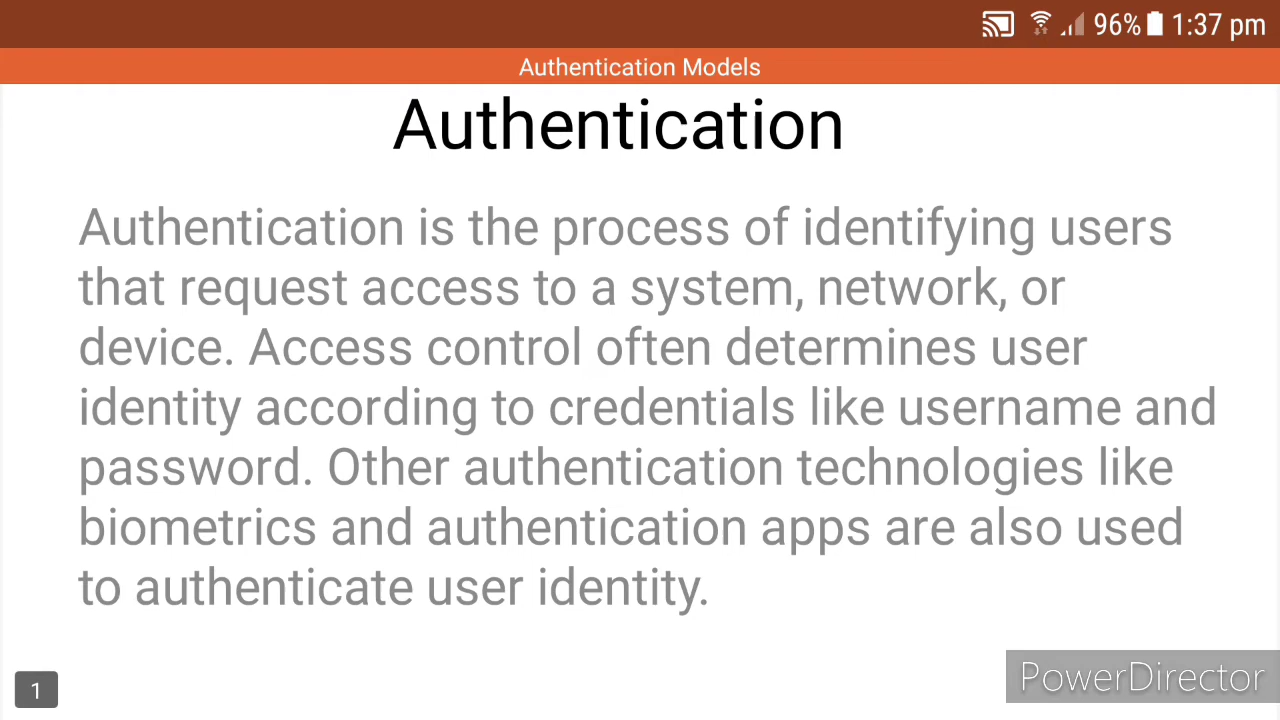 96% 1:37 pm
Authentication Models
Authentication
Authentication is the process of identifying users
that request access to a system, network, or
device. Access control often determines user
identity according to credentials like username and
password. Other authentication technologies like
biometrics and authentication apps are also used
to authenticate user identity.
1
PowerDirector